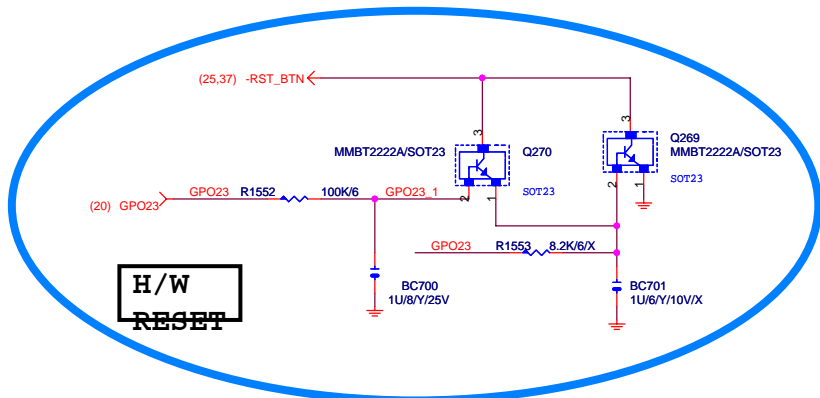 (25,37) -RST_BTN
3
3
Q269
MMBT2222A/SOT23
Q270
MMBT2222A/SOT23
SOT23
SOT23
2
1
2
1
(20) GPO23
GPO23
R1552
100K/6
GPO23_1
GPO23
R1553
8.2K/6/X
BC700
1U/8/Y/25V
BC701
1U/6/Y/10V/X
H/W
RESET